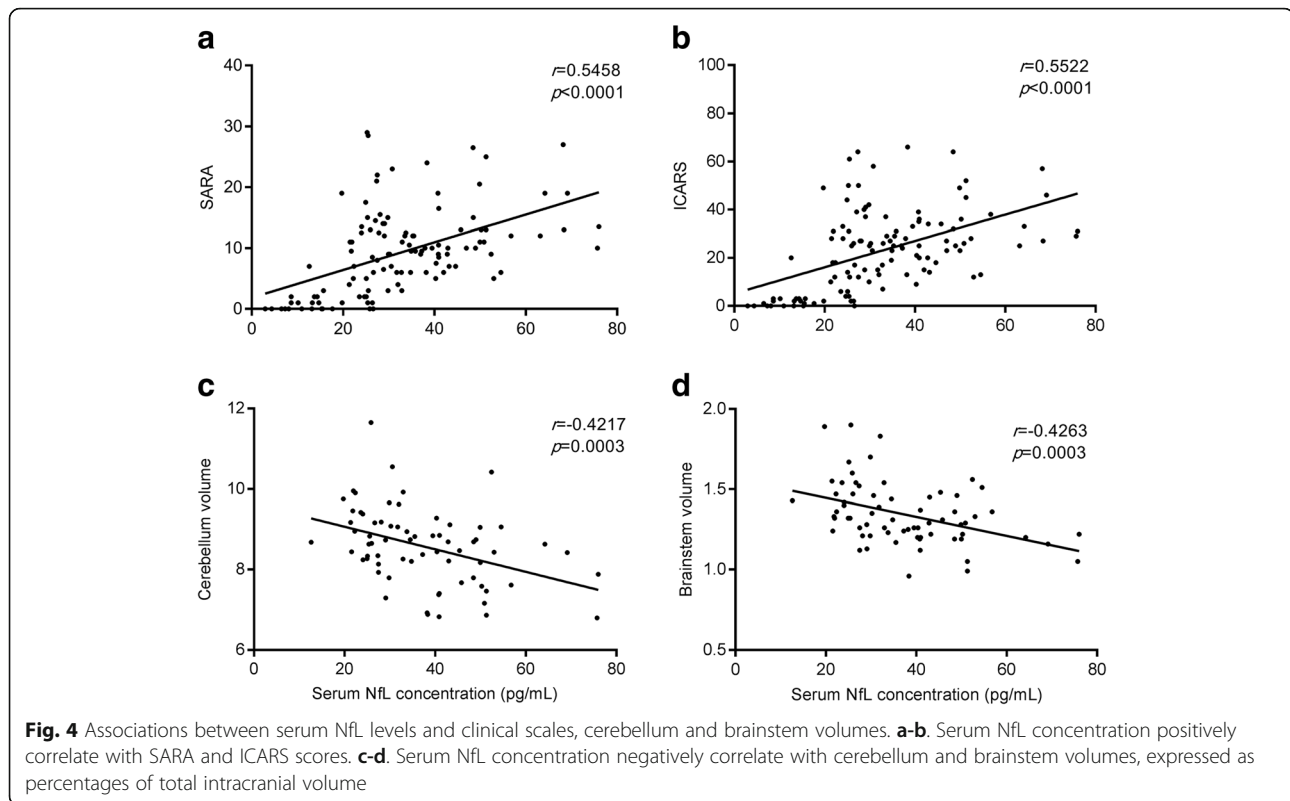 a
40
30
20
10
0
SARA
r=0.5458
p<0.0001
0 20 40 60 80
b
100
80
60
40
20
0
ICARS
r=0.5522
p<0.0001
0 20 40 60 80
c
12
10
8
6
Cerebellum volume
r=-0.4217
p=0.0003
0 20 40 60 80
Serum NfL concentration (pg/mL)
d
2.0
1.5
1.0
0.5
Brainstem volume
r=-0.4263
p=0.0003
0 20 40 60 80
Serum NfL concentration (pg/mL)
Fig. 4 Associations between serum NfL levels and clinical scales, cerebellum and brainstem volumes. a-b. Serum NfL concentration positively
correlate with SARA and ICARS scores. c-d. Serum NfL concentration negatively correlate with cerebellum and brainstem volumes, expressed as
percentages of total intracranial volume